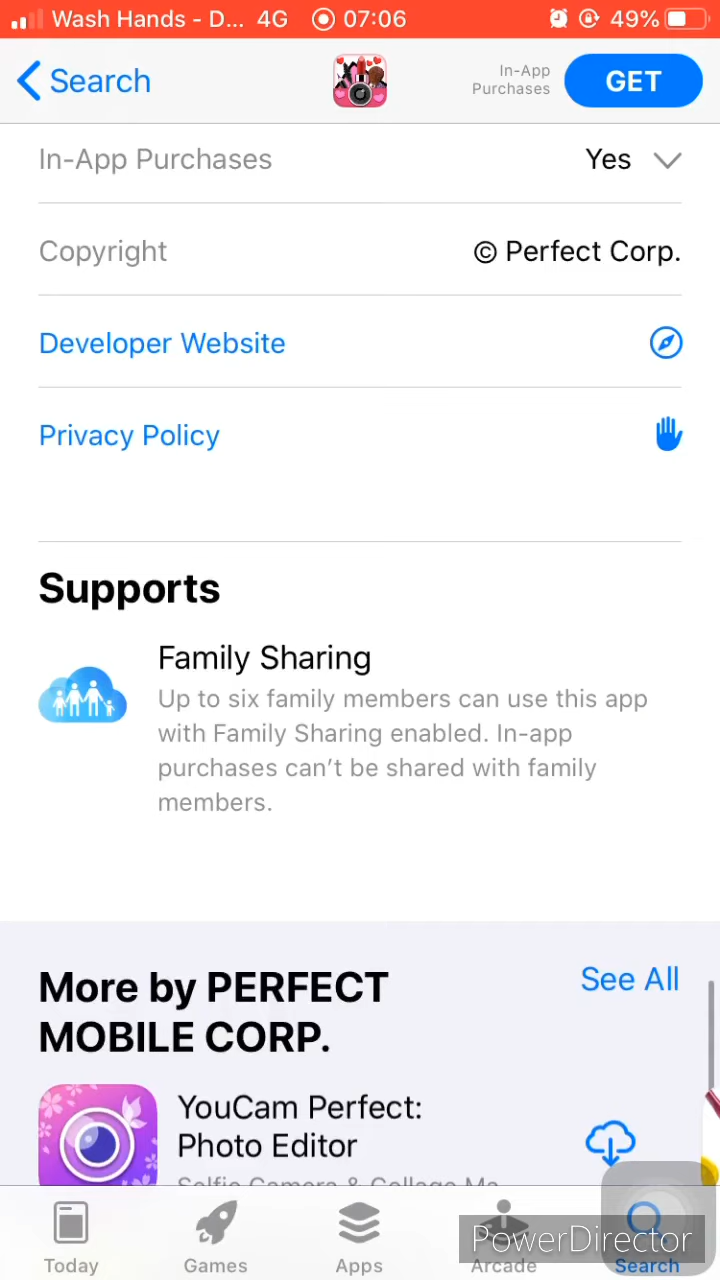 Wash Hands - D... 4G 07:06 49%
Search
In-App
Purchases
GET
In-App Purchases Yes
Copyright © Perfect Corp.
Developer Website
Privacy Policy
Supports
Family Sharing
Up to six family members can use this app
with Family Sharing enabled. In-app
purchases can’t be shared with family
members.
More by PERFECT
MOBILE CORP.
See All
YouCam Perfect:
Photo Editor
Selfie Camera & Collage Ma
Today Games Apps Arcade Search
PowerDirector